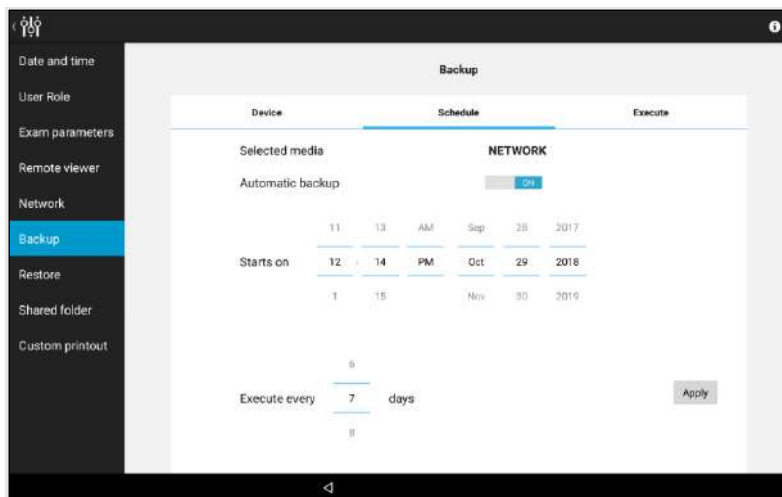 Date and time
User Role
Exam parameters
Remote viewer
Network
Backup
Restore
Shared folder
Custom printout
Backup
Device Schedule Execute
Selected media NETWORK
Automatic backup ON
11 13 AM Sep 28 2017
Starts on 12 : 14 PM Oct 29 2018
1 15 Nov 30 2019
6
Execute every 7 days
8
Apply